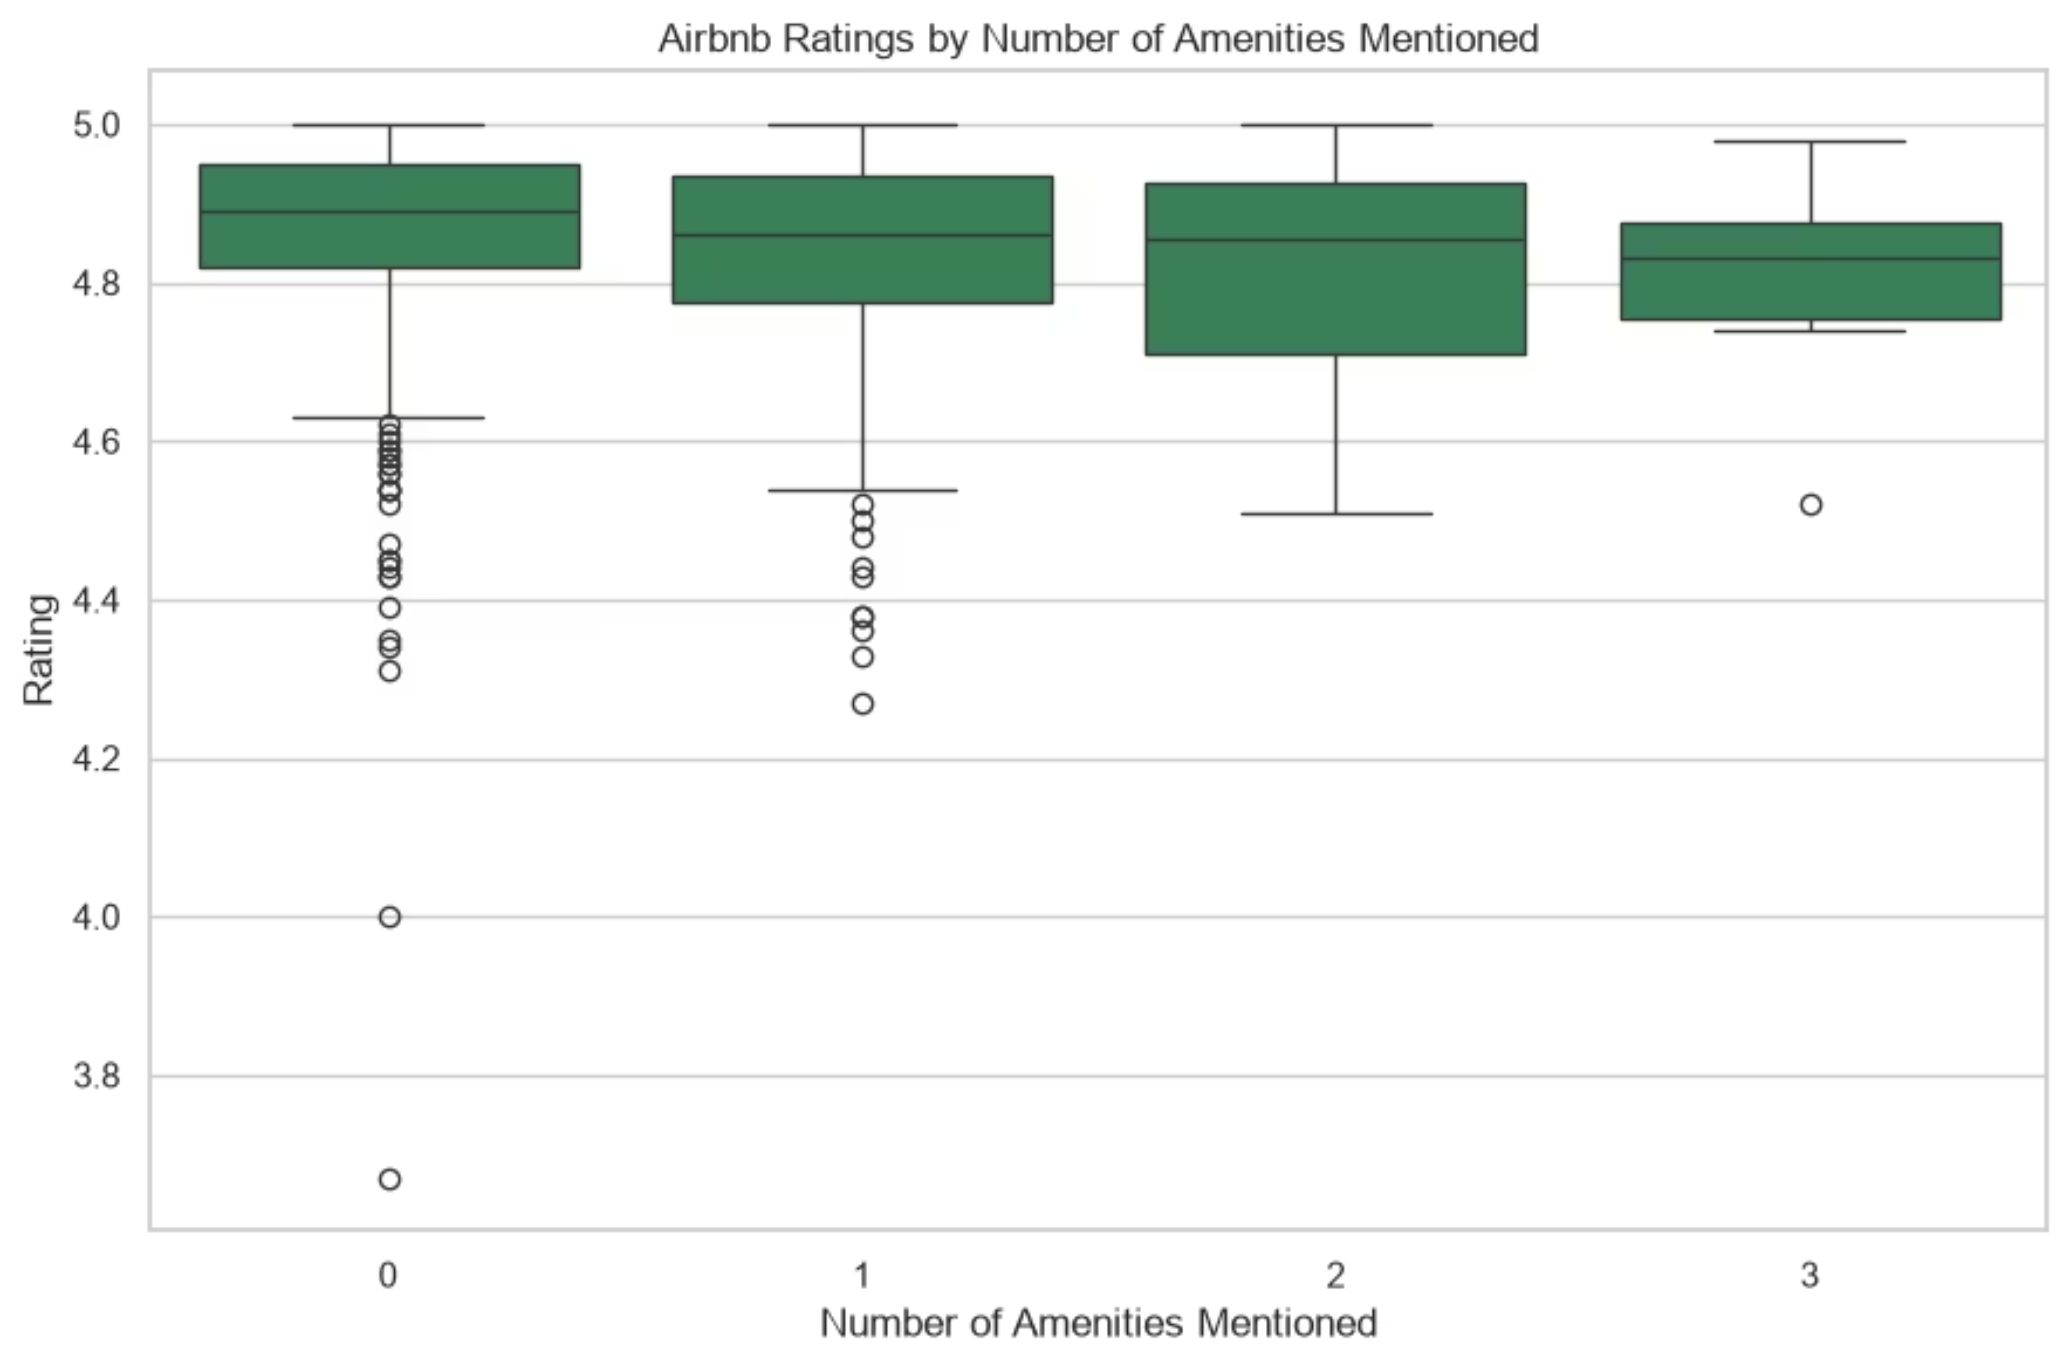 Airbnb Ratings by Number of Amenities Mentioned
5.0
4.8
4.6
4.4
4.2
4.0
3.8
Rating
0 1 2 3
Number of Amenities Mentioned